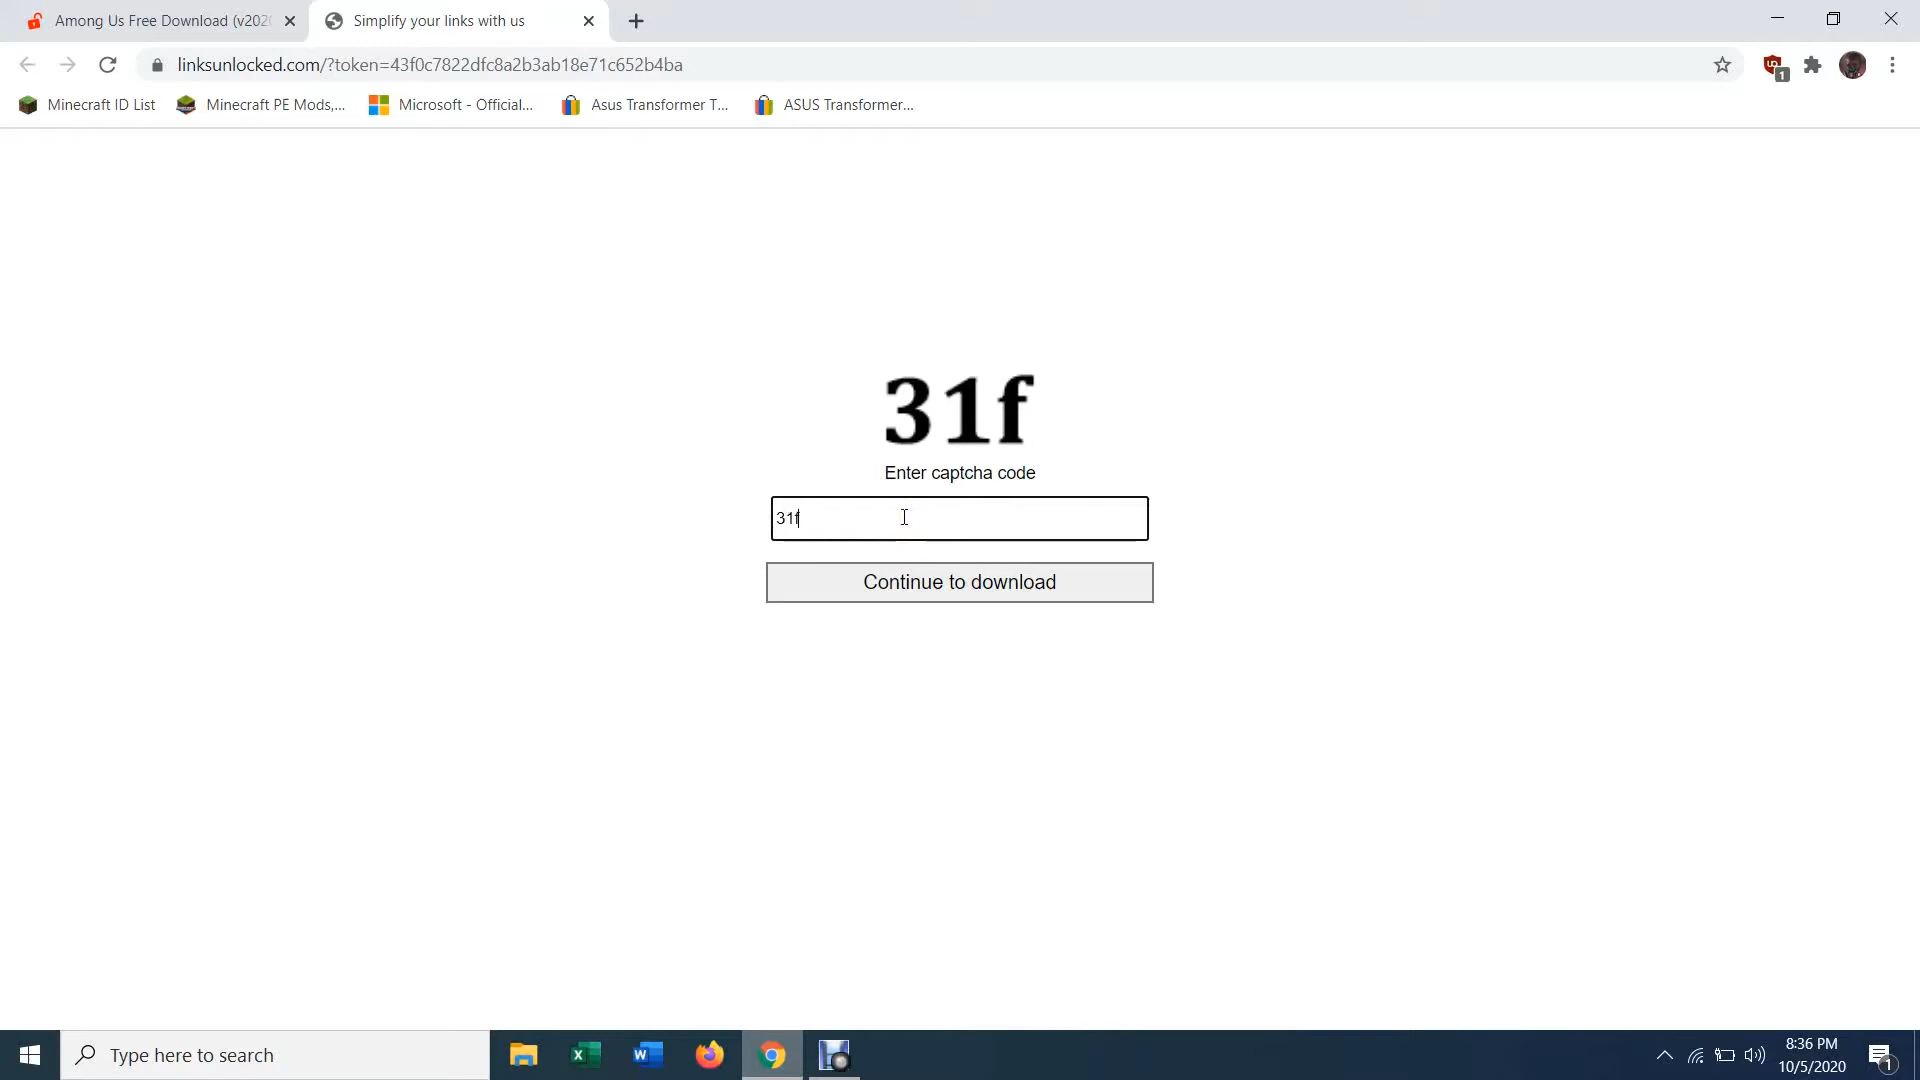 Among Us Free Download (v202
Simplify your links with us
linksunlocked.com/?token=43f0c7822dfc8a2b3ab18e71c652b4ba
1
Minecraft ID List
Minecraft PE Mods,...
Microsoft - Official...
Asus Transformer T...
ASUS Transformer...
31f
Enter captcha code
31f
Continue to download
Type here to search
8:36 PM
10/5/2020
1